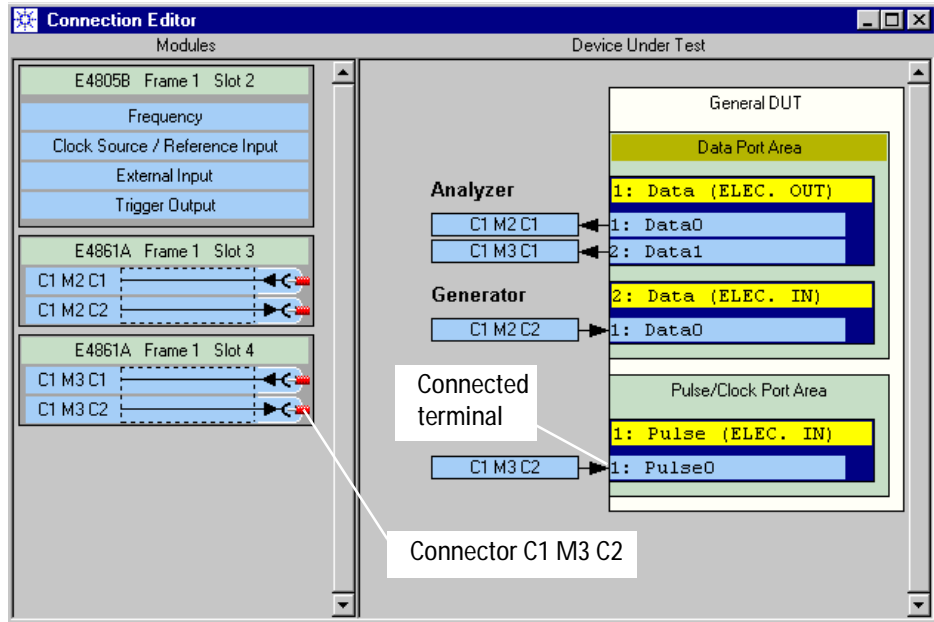 Connection Editor
Modules
Device Under Test
E4805B Frame 1 Slot 2
Frequency
Clock Source / Reference Input
External Input
Trigger Output
E4861A Frame 1 Slot 3
C1 M2 C1
C1 M2 C2
E4861A Frame 1 Slot 4
C1 M3 C1
C1 M3 C2
General DUT
Data Port Area
Analyzer
1: Data (ELEC. OUT)
C1 M2 C1
1: Data0
C1 M3 C1
2: Data1
Generator
2: Data (ELEC. IN)
C1 M2 C2
1: Data0
Connected
terminal
Pulse/Clock Port Area
1: Pulse (ELEC. IN)
C1 M3 C2
1: Pulse0
Connector C1 M3 C2